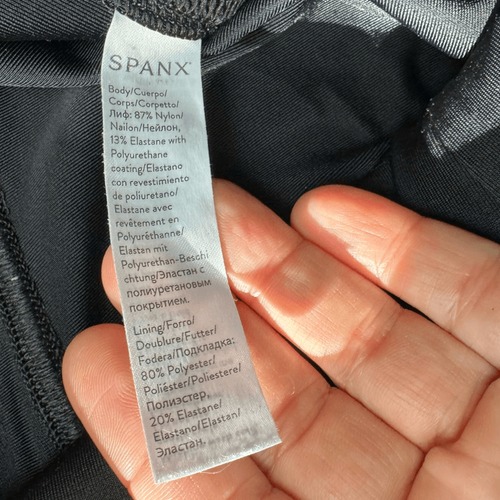 SPANX®
Body/Cuerpo/
Corps/Corpetto/
Лиф: 87% Nylon/
Nailon/Нейлон,
13% Elastane with
Polyurethane
coating/Elastano
con revestimiento
de poliuretano/
Elastane avec
revêtement en
Polyuréthanne/
Elastan mit
Polyurethan-Beschi
chtung/Эластан с
полиуретановым
покрытием.
Lining/Forro/
Doublure/Futter/
Fodera/Подкладка:
80% Polyester/
Poliéster/Poliestere/
Полиэстер,
20% Elastane/
Elastano/Elastan/
Эластан.